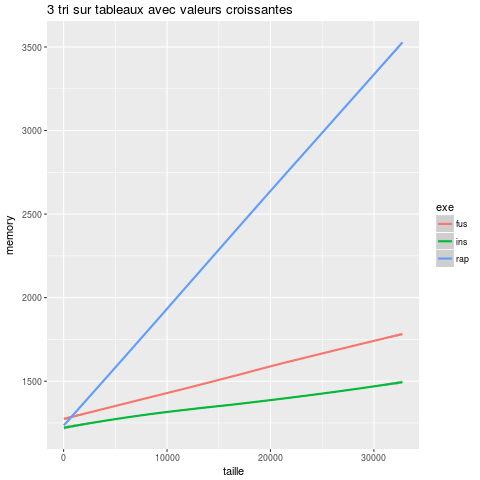 3 tri sur tableaux avec valeurs croissantes
3500
3000
2500
2000
1500
memory
0
10000
20000
30000
taille
exe
fus
ins
rap